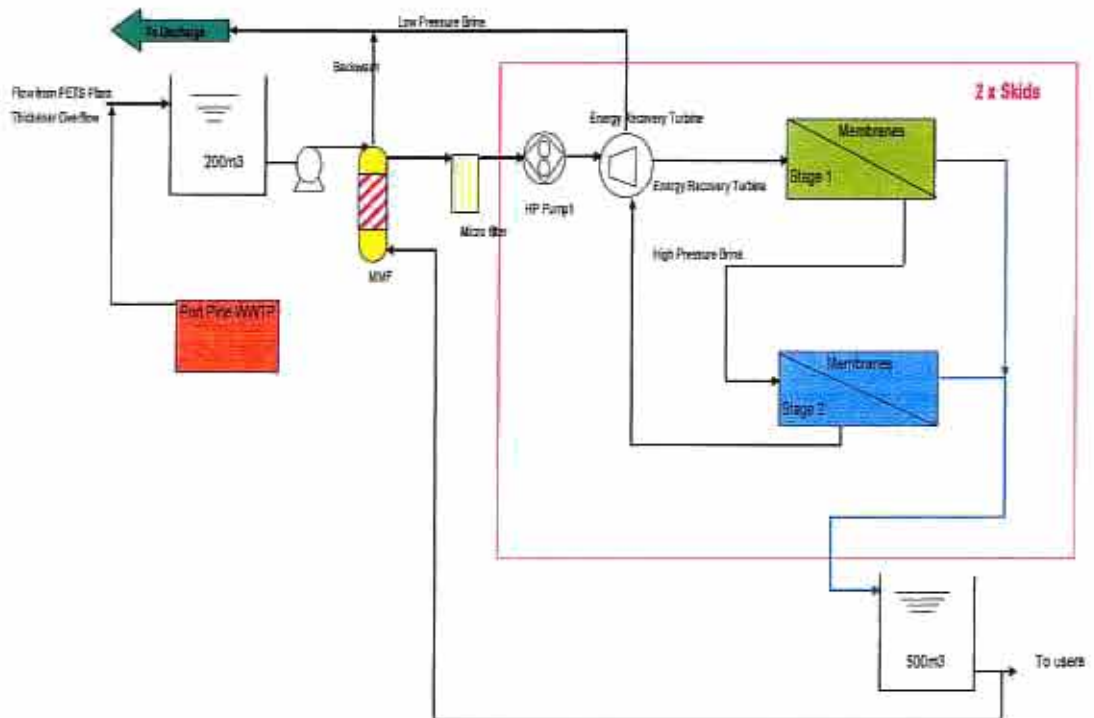 To Discharge
Low Pressure Brine
Backwash
Flow from PETS Plant
Thickener Overflow
200m3
2 x Skids
Energy Recovery Turbine
Membranes
Stage 1
Energy Recovery Turbine
HP Pump1
Micro filter
MMF
High Pressure Brine
Port Pirie WWTP
Membranes
Stage 2
500m3
To users